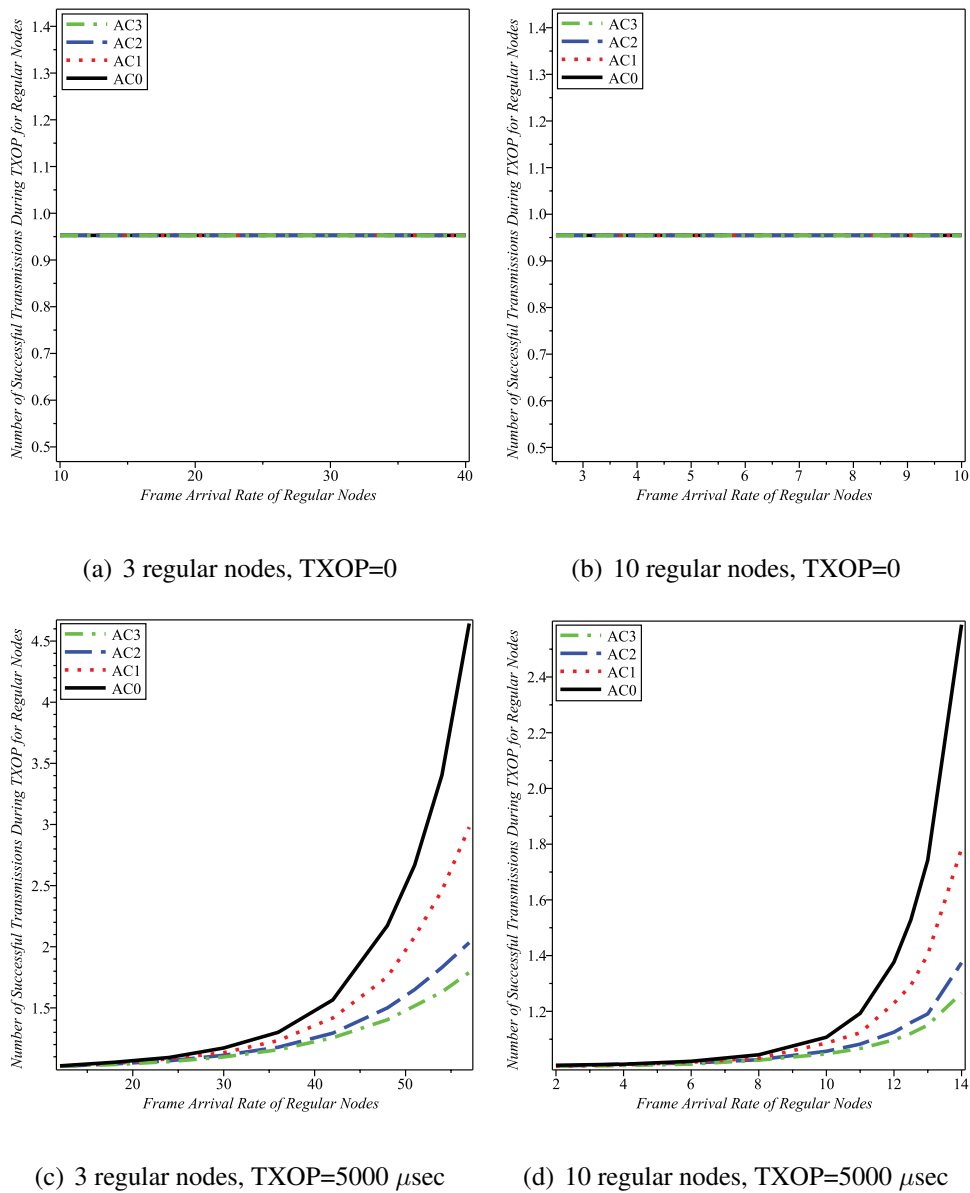 Number of Successful Transmissions During TXOP for Regular Nodes
1.4
1.3
1.2
1.1
1.0
0.9
0.8
0.7
0.6
0.5
AC3
AC2
AC1
AC0
10
20
30
40
Frame Arrival Rate of Regular Nodes
(a) 3 regular nodes, TXOP=0
Number of Successful Transmissions During TXOP for Regular Nodes
1.4
1.3
1.2
1.1
1.0
0.9
0.8
0.7
0.6
0.5
AC3
AC2
AC1
AC0
3
4
5
6
7
8
9
10
Frame Arrival Rate of Regular Nodes
(b) 10 regular nodes, TXOP=0
Number of Successful Transmissions During TXOP for Regular Nodes
4.5
4
3.5
3
2.5
2
1.5
AC3
AC2
AC1
AC0
20
30
40
50
Frame Arrival Rate of Regular Nodes
(c) 3 regular nodes, TXOP=5000 μsec
Number of Successful Transmissions During TXOP for Regular Nodes
2.4
2.2
2.0
1.8
1.6
1.4
1.2
AC3
AC2
AC1
AC0
2
4
6
8
10
12
14
Frame Arrival Rate of Regular Nodes
(d) 10 regular nodes, TXOP=5000 μsec